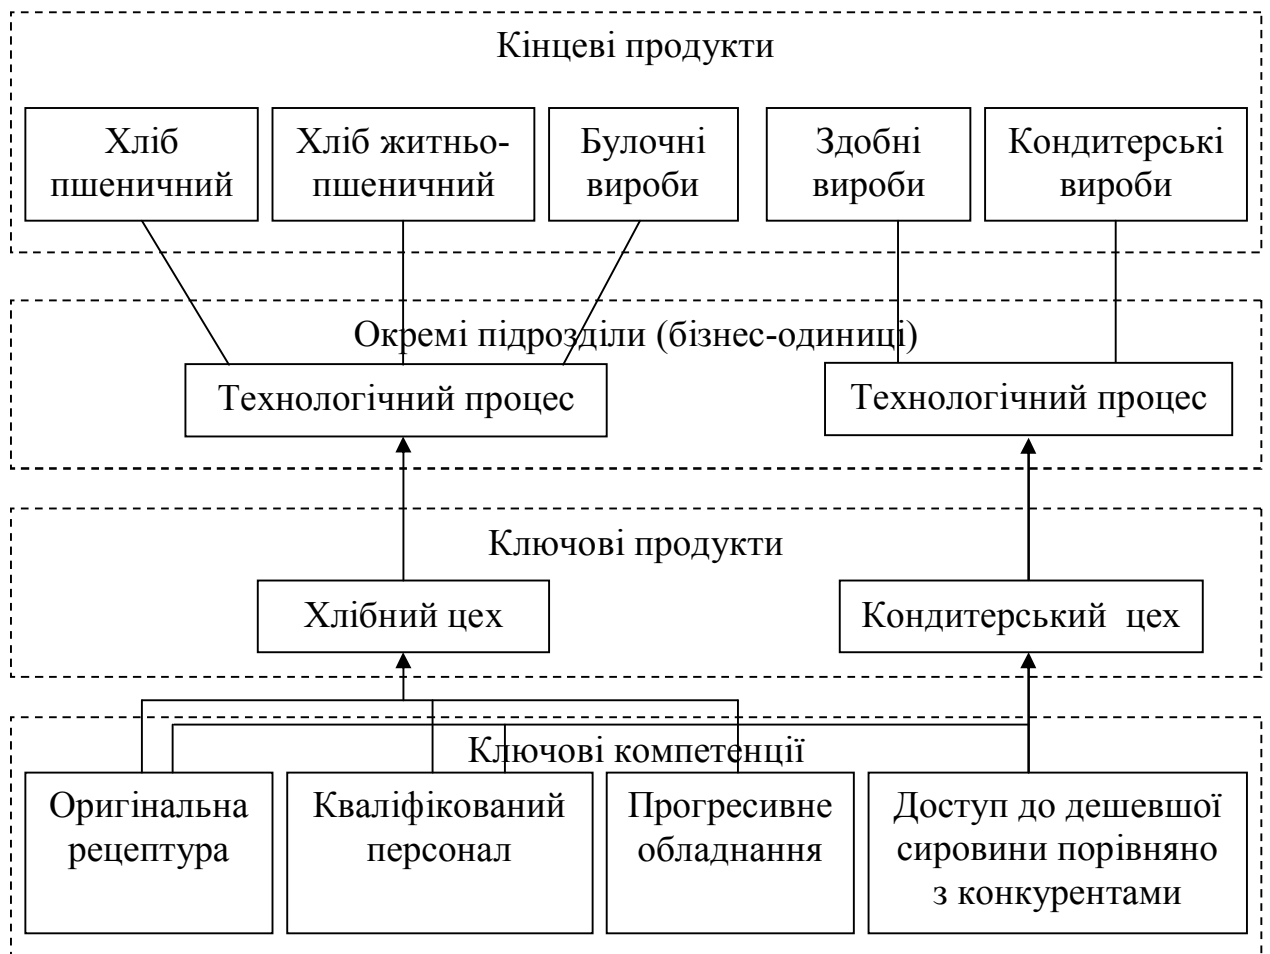 Кінцеві продукти
Хліб
пшеничний
Хліб житньо-
пшеничний
Булочні
вироби
Здобні
вироби
Кондитерські
вироби
Окремі підрозділи (бізнес-одиниці)
Технологічний процес
Технологічний процес
Ключові продукти
Хлібний цех
Кондитерський цех
Ключові компетенції
Оригінальна
рецептура
Кваліфікований
персонал
Прогресивне
обладнання
Доступ до дешевшої
сировини порівняно
з конкурентами